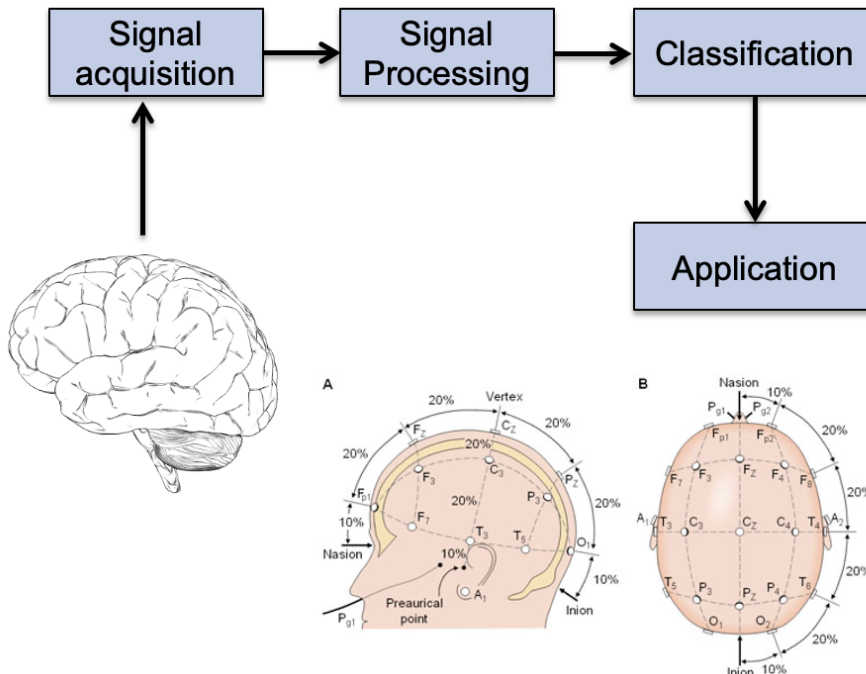 Signal
acquisition
Signal
Processing
Classification
Application
A
20%
Vertex
20%
FZ
CZ
20%
20%
F3
C3
20%
PZ
P3
20%
Fp1
20%
10%
F7
T3
T5
O1
Nasion
10%
10%
Preaurical
point
A1
Inion
Pg1
B
Nasion
10%
Pg1
Pg2
Fp1
Fp2
20%
F7
F3
FZ
F4
F8
20%
A1
T3
C3
CZ
C4
T4
A2
20%
T5
P3
PZ
P4
T6
O1
O2
20%
Inion
10%